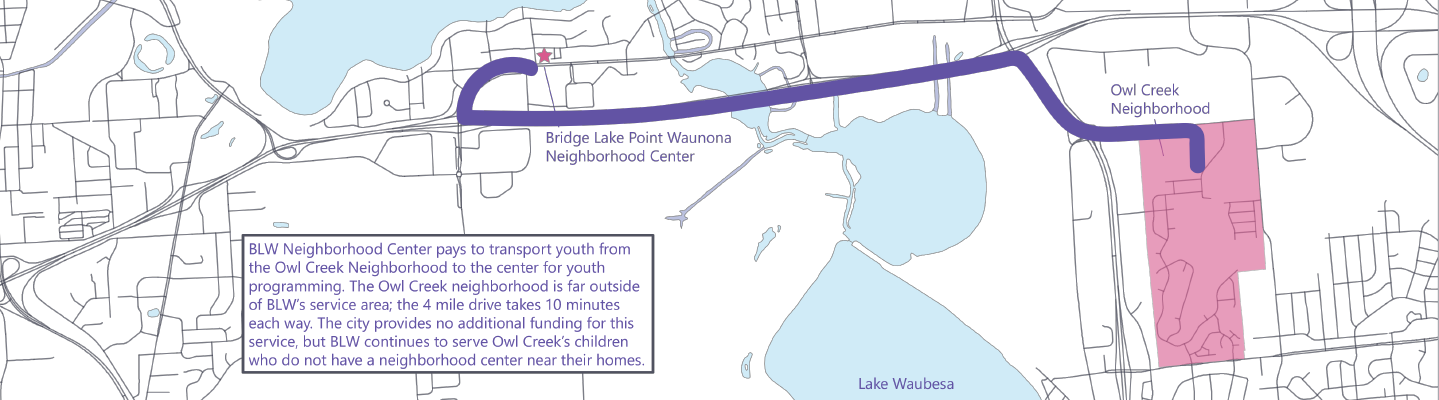 Owl Creek
Neighborhood
Bridge Lake Point Waunona
Neighborhood Center
BLW Neighborhood Center pays to transport youth from
the Owl Creek Neighborhood to the center for youth
programming. The Owl Creek neighborhood is far outside
of BLW's service area; the 4 mile drive takes 10 minutes
each way. The city provides no additional funding for this
service, but BLW continues to serve Owl Creek's children
who do not have a neighborhood center near their homes.
Lake Waubesa